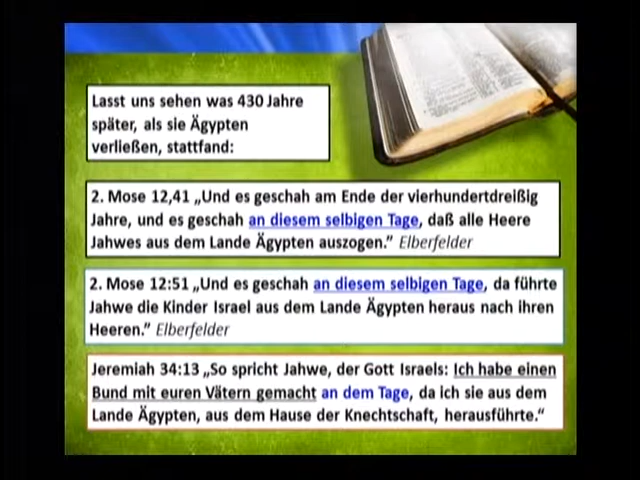 Lasst uns sehen was 430 Jahre
später, als sie Ägypten
verließen, stattfand:
2. Mose 12,41 „Und es geschah am Ende der vierhundertdreißig
Jahre, und es geschah an diesem selbigen Tage, daß alle Heere
Jahwes aus dem Lande Ägypten auszogen.” Elberfelder
2. Mose 12:51 „Und es geschah an diesem selbigen Tage, da führte
Jahwe die Kinder Israel aus dem Lande Ägypten heraus nach ihren
Heeren.” Elberfelder
Jeremiah 34:13 „So spricht Jahwe, der Gott Israels: Ich habe einen
Bund mit euren Vätern gemacht an dem Tage, da ich sie aus dem
Lande Ägypten, aus dem Hause der Knechtschaft, herausführte.“